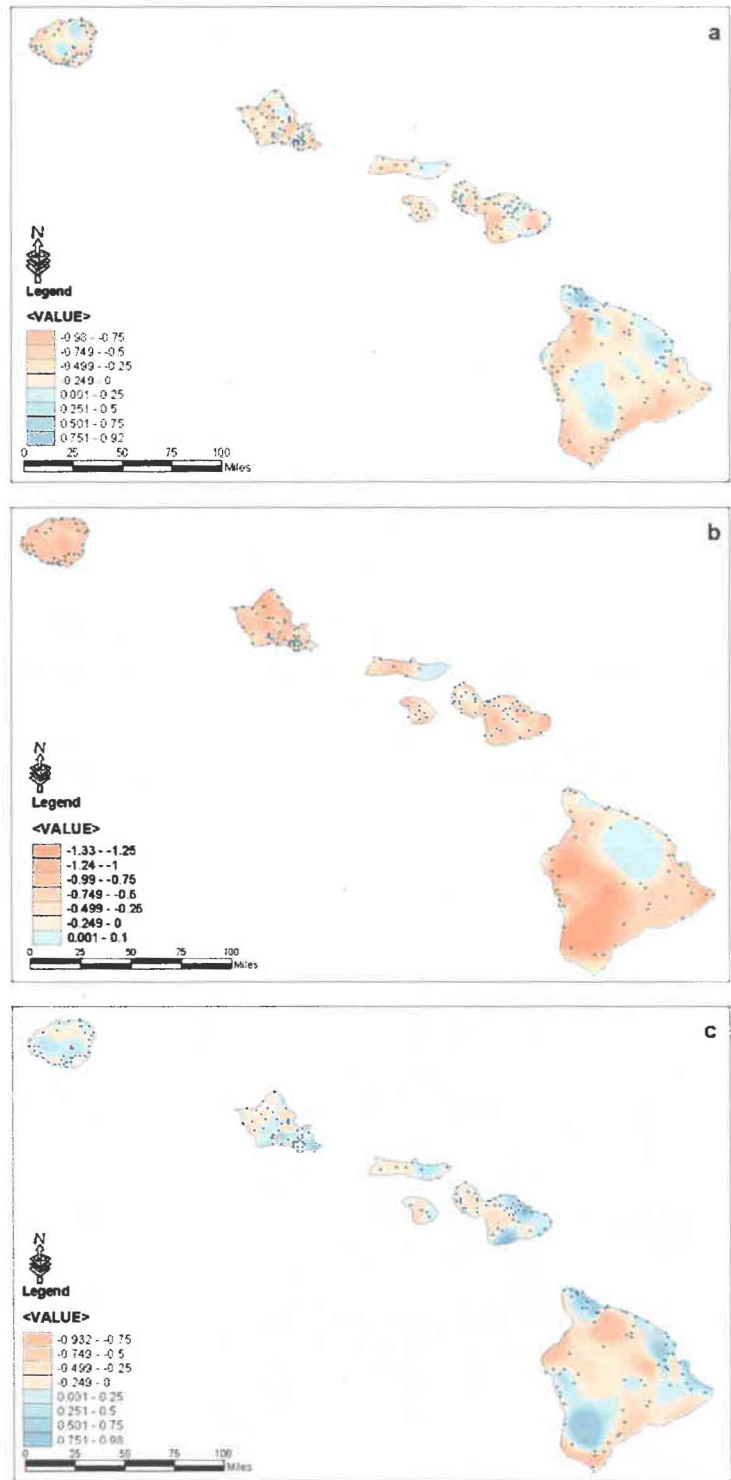 a
N
Legend
<VALUE>
-0.98 - -0.75
-0.749 - -0.5
-0.499 - -0.25
-0.249 - 0
0.001 - 0.25
0.251 - 0.5
0.501 - 0.75
0.751 - 0.92
0 25 50 75 100
Miles
b
N
Legend
<VALUE>
-1.33 - -1.25
-1.24 - -1
-0.99 - -0.75
-0.749 - -0.5
-0.499 - -0.25
-0.249 - 0
0.001 - 0.1
0 25 50 75 100
Miles
c
N
Legend
<VALUE>
-0.932 - -0.75
-0.749 - -0.5
-0.499 - -0.25
-0.249 - 0
0.001 - 0.25
0.251 - 0.5
0.501 - 0.75
0.751 - 0.98
0 25 50 75 100
Miles